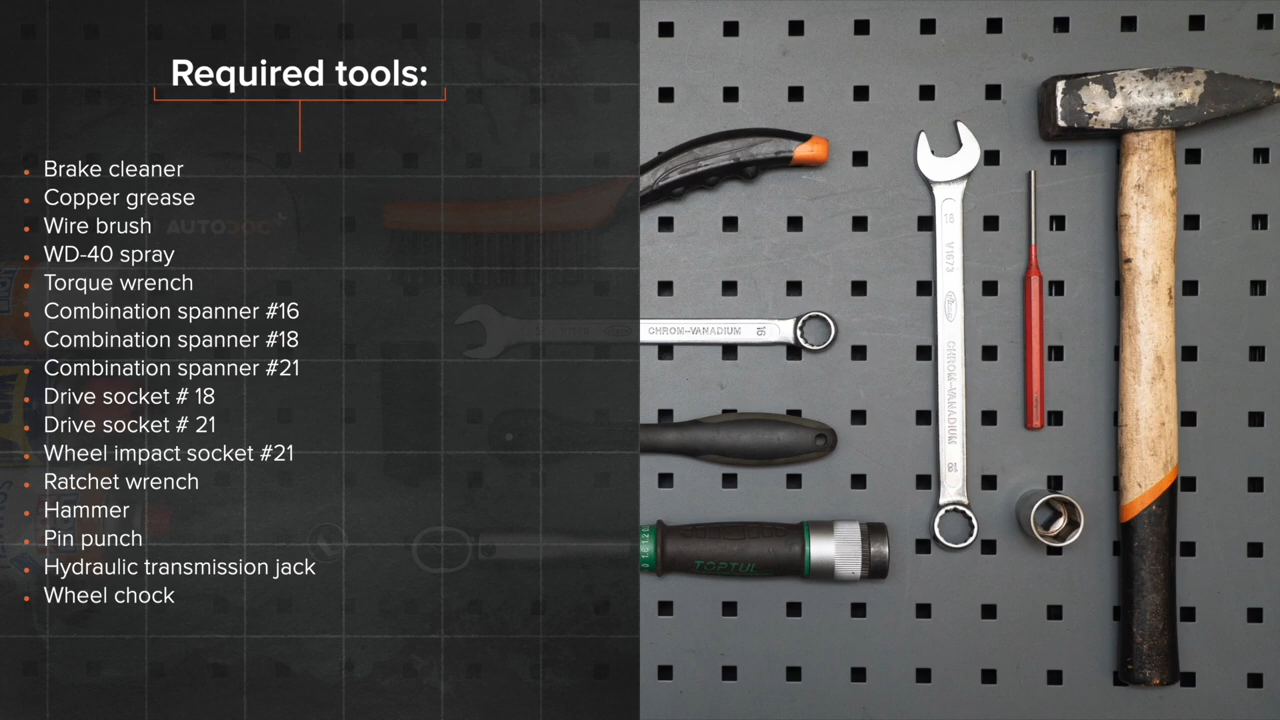 Required tools:
Brake cleaner
Copper grease
Wire brush
WD-40 spray
Torque wrench
Combination spanner #16
Combination spanner #18
Combination spanner #21
Drive socket # 18
Drive socket # 21
Wheel impact socket #21
Ratchet wrench
Hammer
Pin punch
Hydraulic transmission jack
Wheel chock
AUTODOC
CHROM-VANADIUM 16
18 V1673
CHROM-VANADIUM 18
TOPTUL